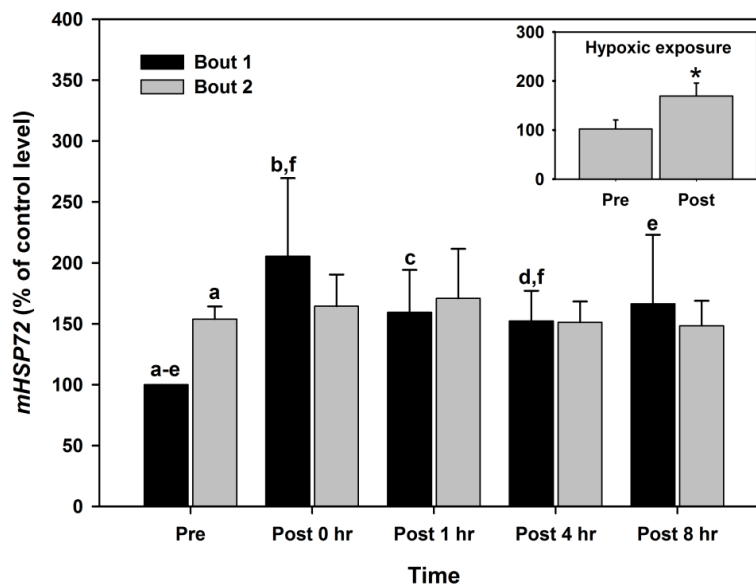 400
350
300
250
200
150
100
50
0
mHSP72 (% of control level)
Bout 1
Bout 2
a-e
a
b,f
c
d,f
e
Pre
Post 0 hr
Post 1 hr
Post 4 hr
Post 8 hr
Time
Hypoxic exposure
300
200
100
0
*
Pre
Post